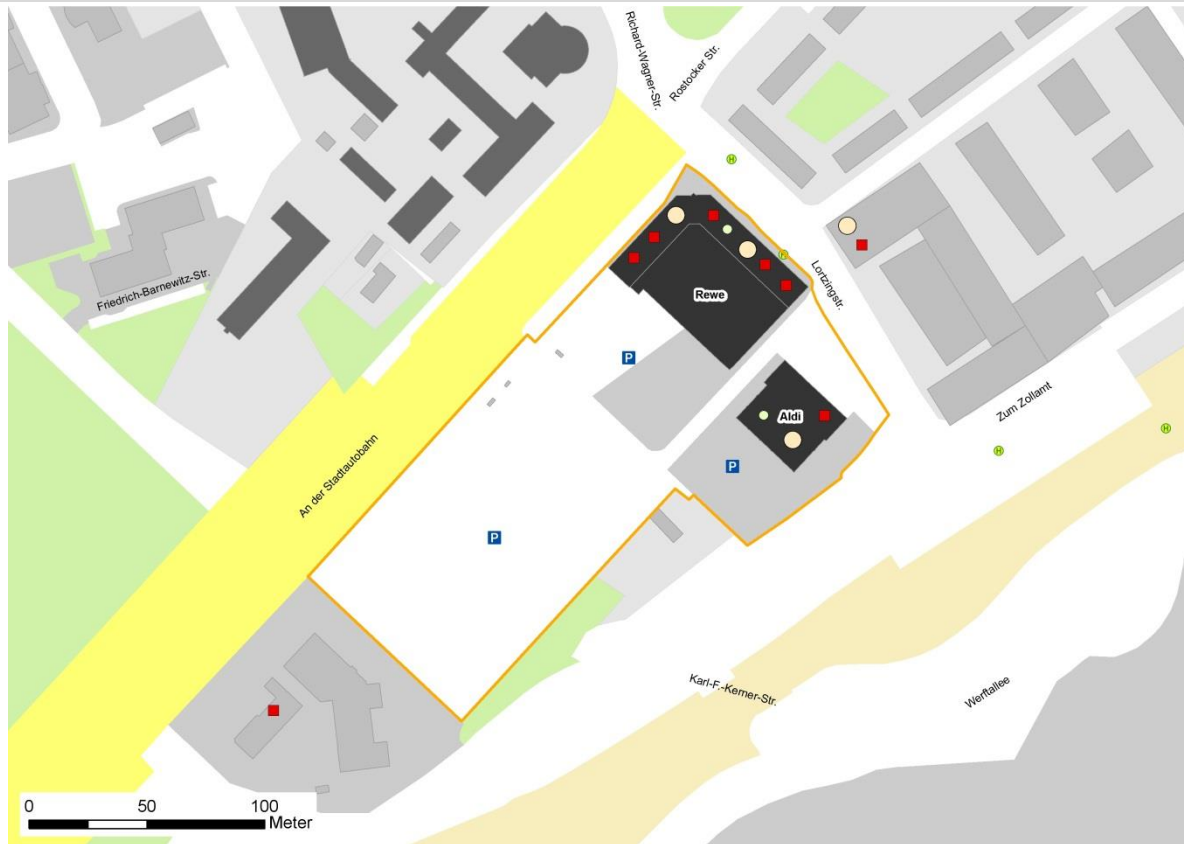 Richard-Wagner-Str.
Rostocker Str.
H
H
Lortzingstr.
Friedrich-Barnewitz-Str.
Rewe
P
Aldi
Zum Zollamt
H
H
P
An der Stadtautobahn
P
Karl-F.-Kerner-Str.
Werftallee
0 50 100
Meter